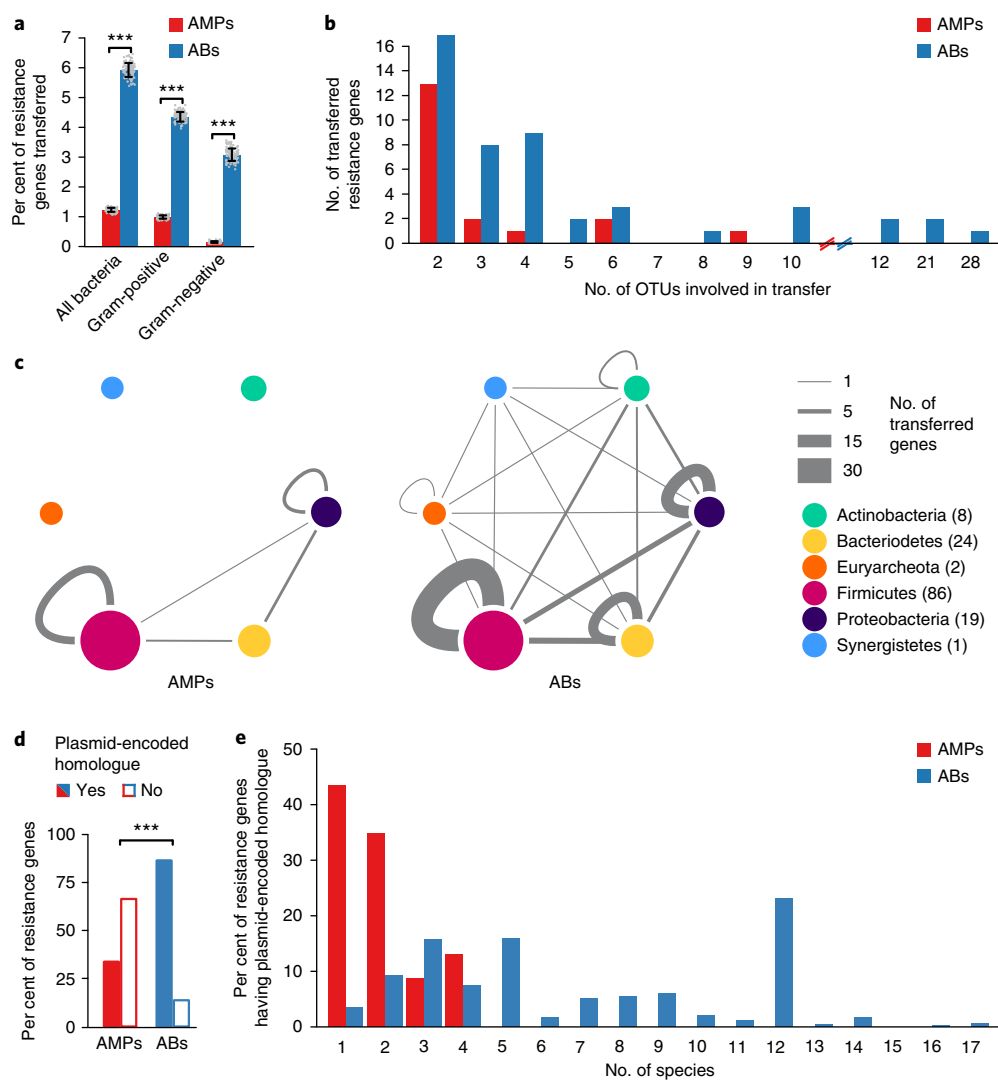 a
AMPs
ABs
Per cent of resistance
genes transferred
7
6
5
4
3
2
1
0
***
***
***
All bacteria
Gram-positive
Gram-negative
b
AMPs
ABs
No. of transferred
resistance genes
16
14
12
10
8
6
4
2
0
2 3 4 5 6 7 8 9 10 12 21 28
No. of OTUs involved in transfer
c
AMPs
ABs
1
5
15
30
No. of
transferred
genes
Actinobacteria (8)
Bacteriodetes (24)
Euryarcheota (2)
Firmicutes (86)
Proteobacteria (19)
Synergistetes (1)
d
Plasmid-encoded
homologue
Yes No
Per cent of resistance genes
100
75
50
25
0
***
AMPs ABs
e
AMPs
ABs
Per cent of resistance genes
having plasmid-encoded homologue
50
40
30
20
10
0
1 2 3 4 5 6 7 8 9 10 11 12 13 14 15 16 17
No. of species